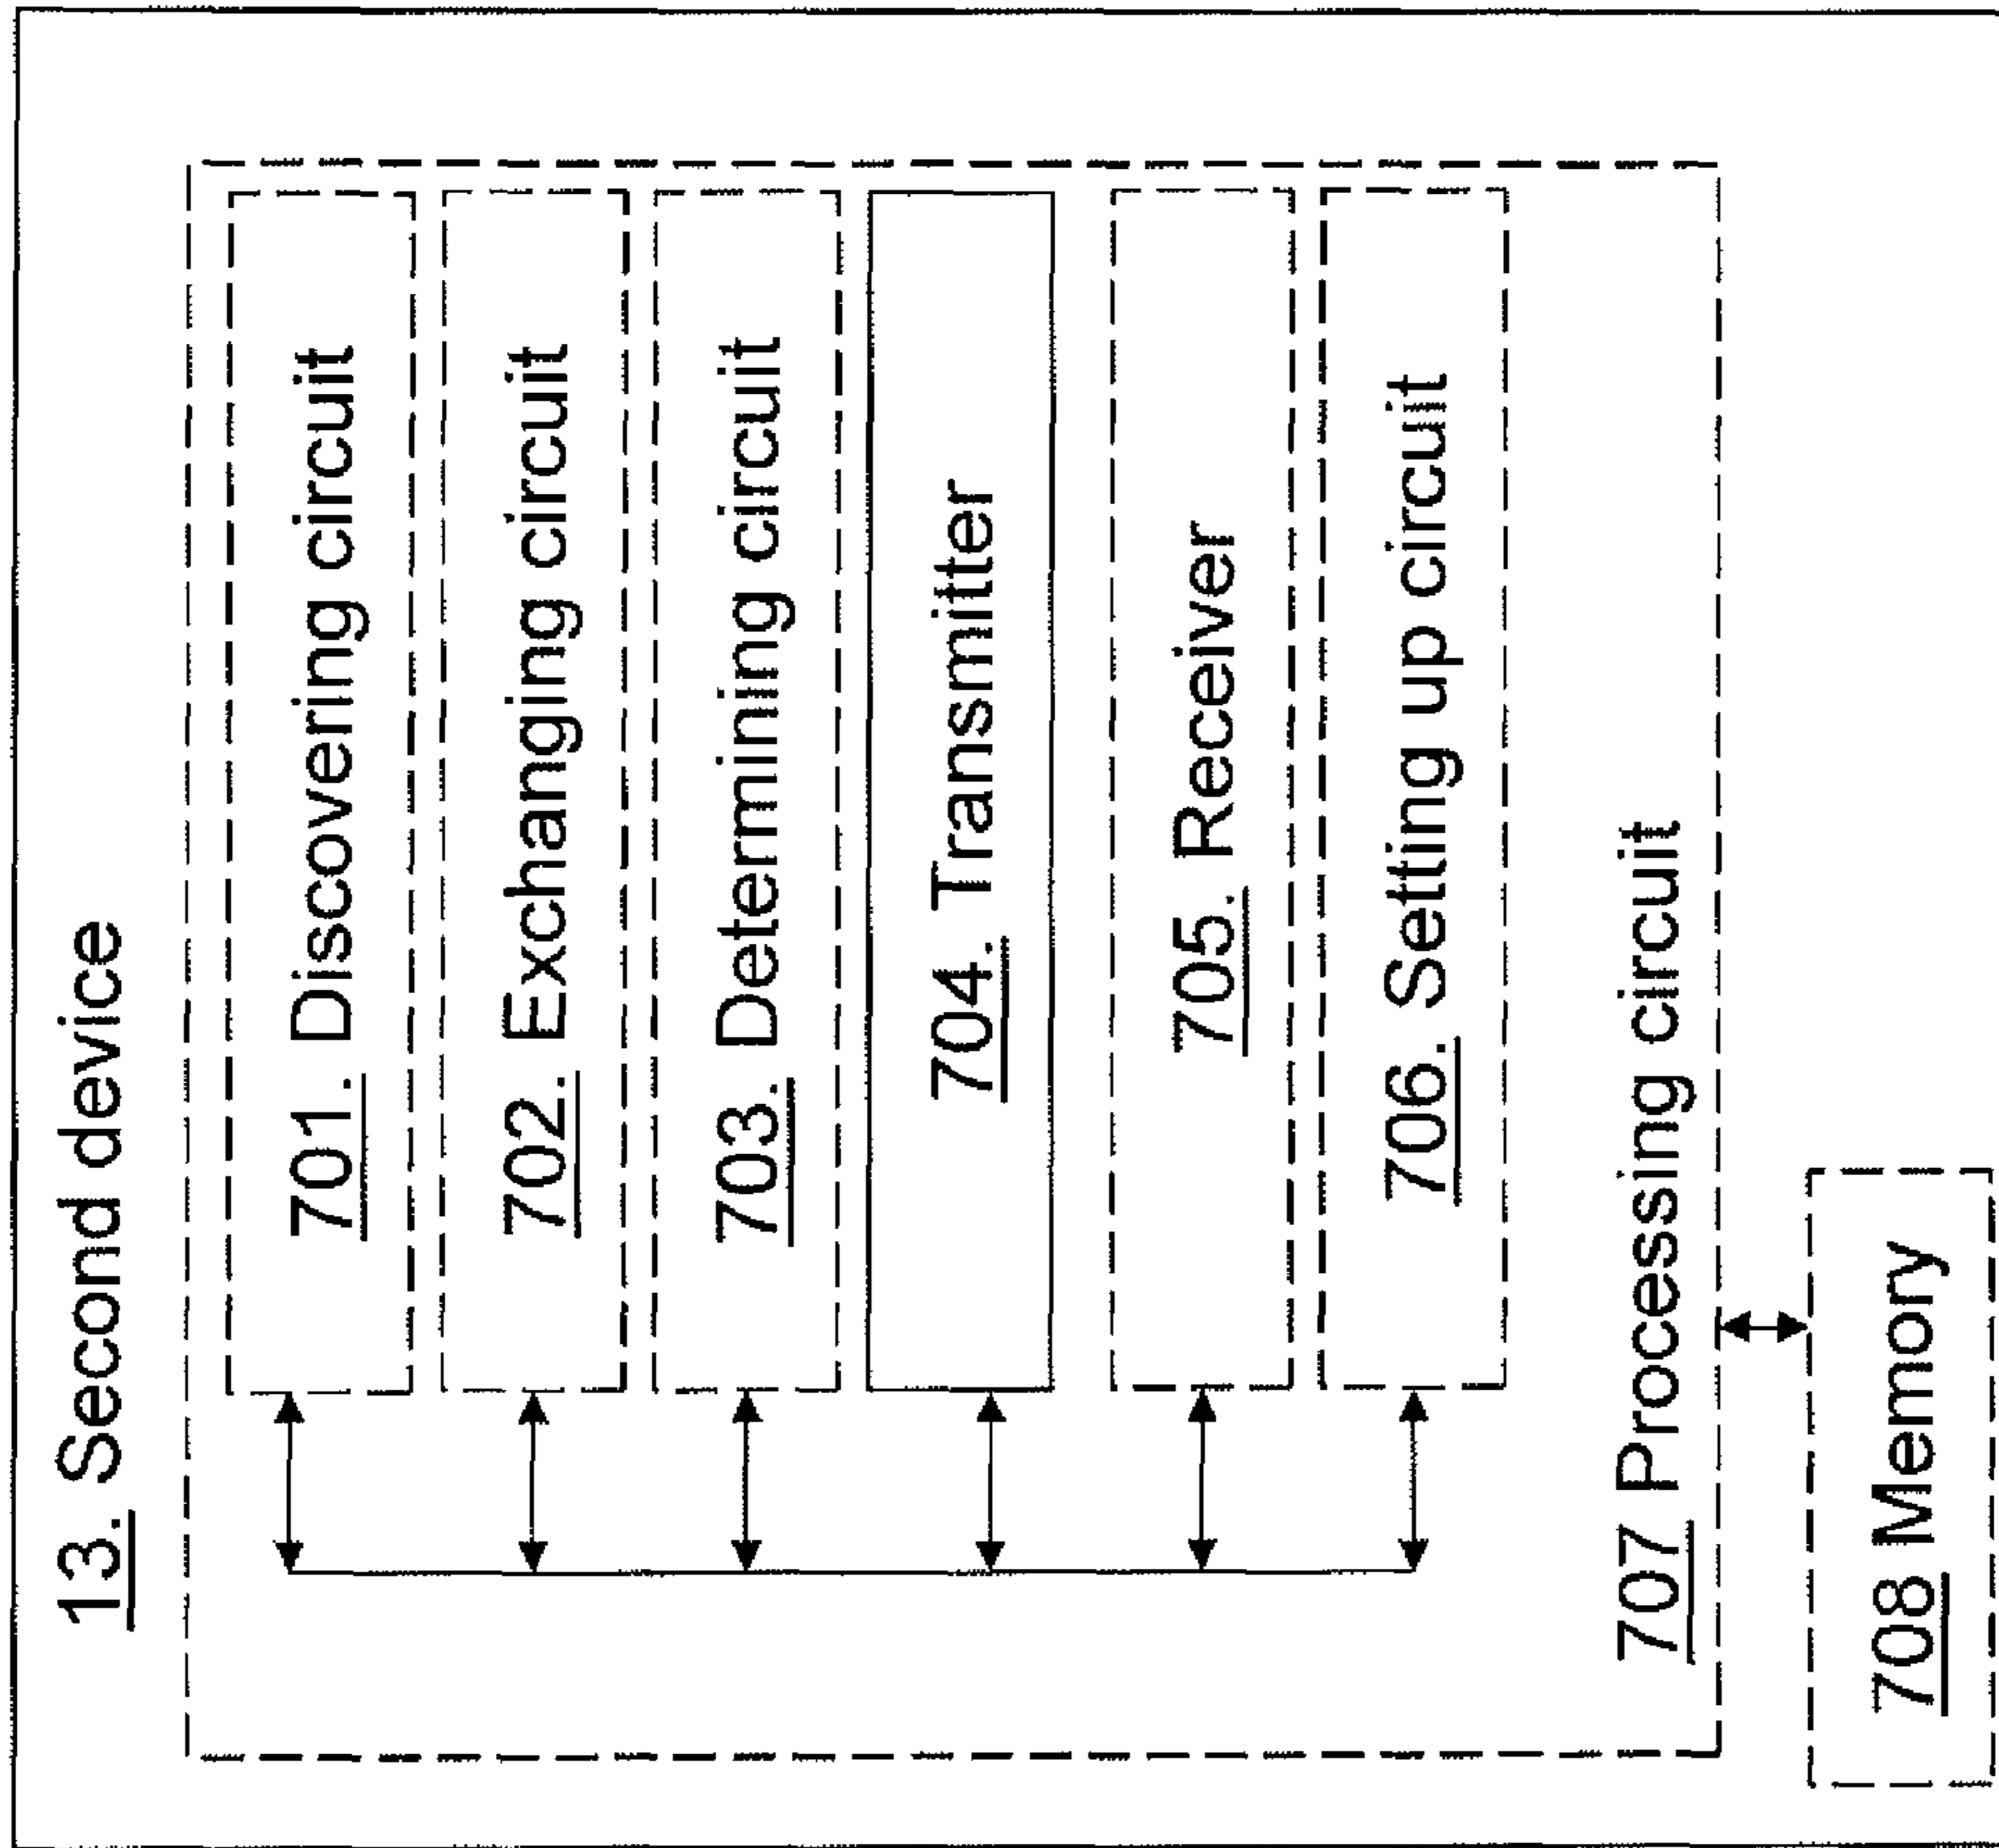 13. Second device
701. Discovering circuit
702. Exchanging circuit
703. Determining circuit
704. Transmitter
705. Receiver
706. Setting up circuit
707 Processing circuit
708 Memory